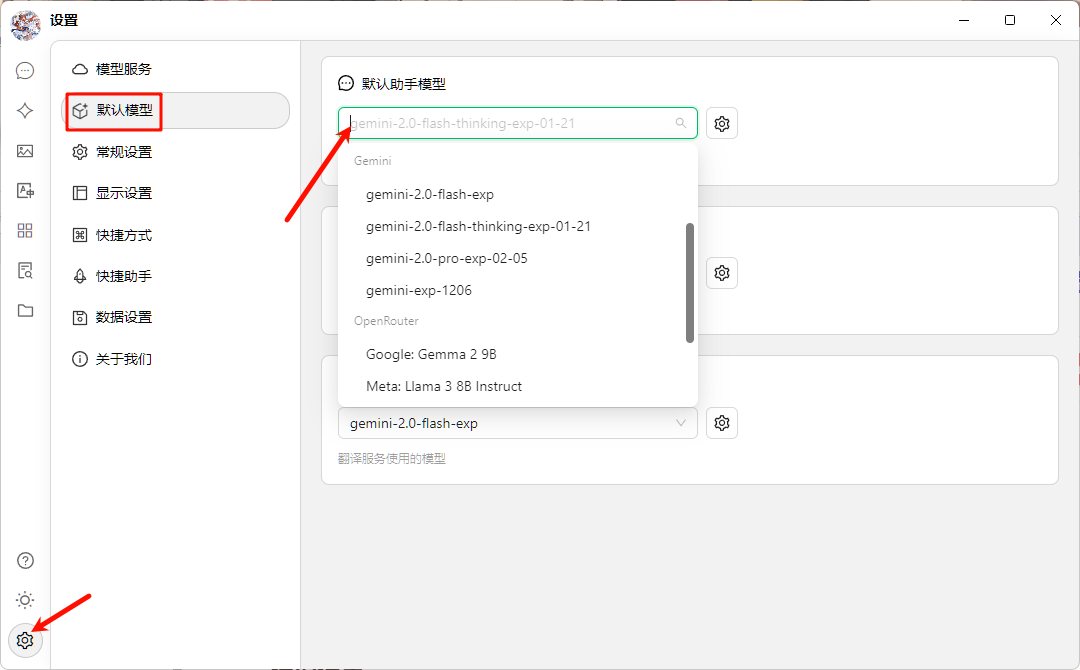 设置
模型服务
默认模型
常规设置
显示设置
快捷方式
快捷助手
数据设置
关于我们
默认助手模型
gemini-2.0-flash-thinking-exp-01-21
Gemini
gemini-2.0-flash-exp
gemini-2.0-flash-thinking-exp-01-21
gemini-2.0-pro-exp-02-05
gemini-exp-1206
OpenRouter
Google: Gemma 2 9B
Meta: Llama 3 8B Instruct
gemini-2.0-flash-exp
翻译服务使用的模型